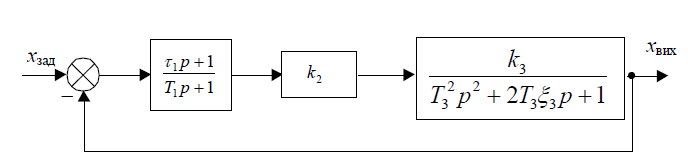 x_зад
τ₁p + 1
T₁p + 1
k₂
k₃
T₃²p² + 2T₃ξ₃p + 1
x_вих
−